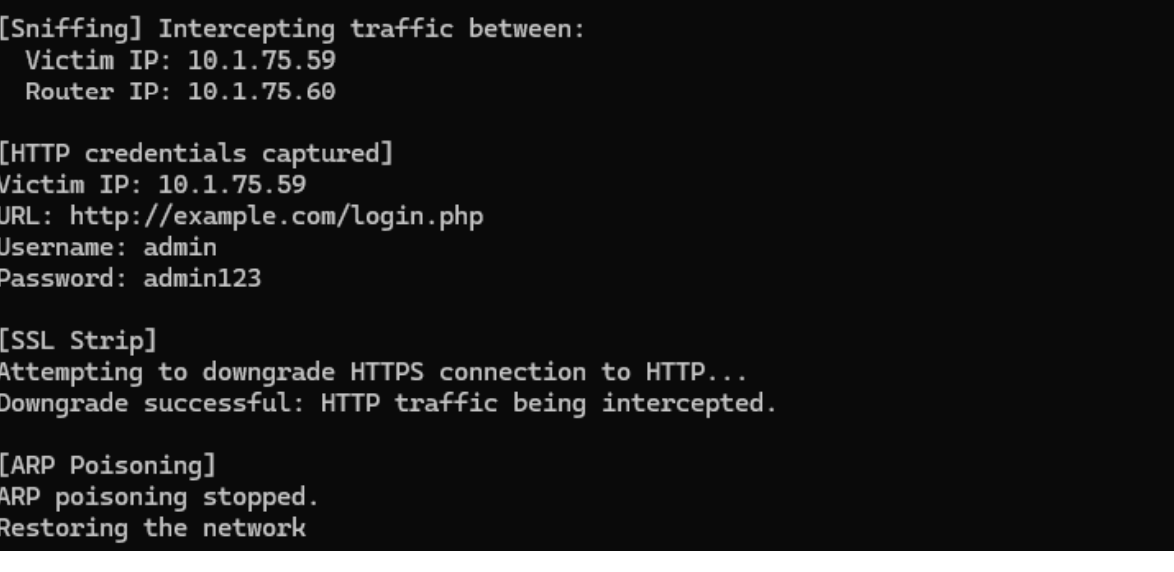 [Sniffing] Intercepting traffic between:
Victim IP: 10.1.75.59
Router IP: 10.1.75.60
[HTTP credentials captured]
Victim IP: 10.1.75.59
URL: http://example.com/login.php
Username: admin
Password: admin123
[SSL Strip]
Attempting to downgrade HTTPS connection to HTTP...
Downgrade successful: HTTP traffic being intercepted.
[ARP Poisoning]
ARP poisoning stopped.
Restoring the network